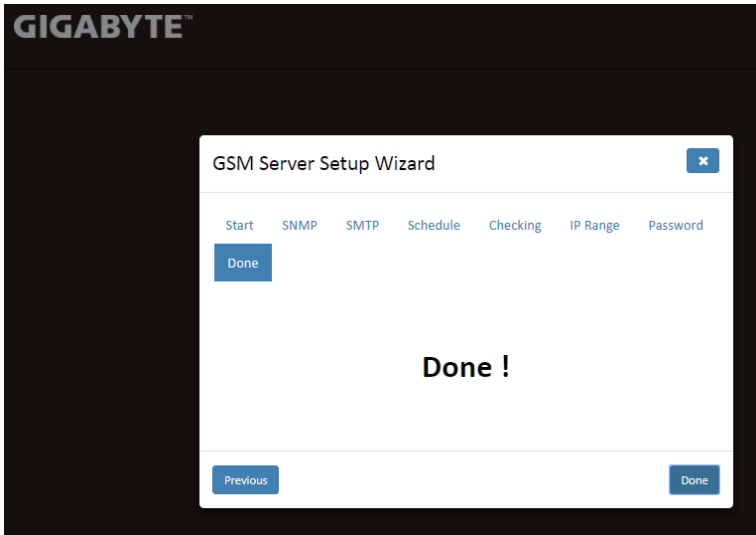 GIGABYTE™
GSM Server Setup Wizard
Start SNMP SMTP Schedule Checking IP Range Password
Done
Done !
Previous Done